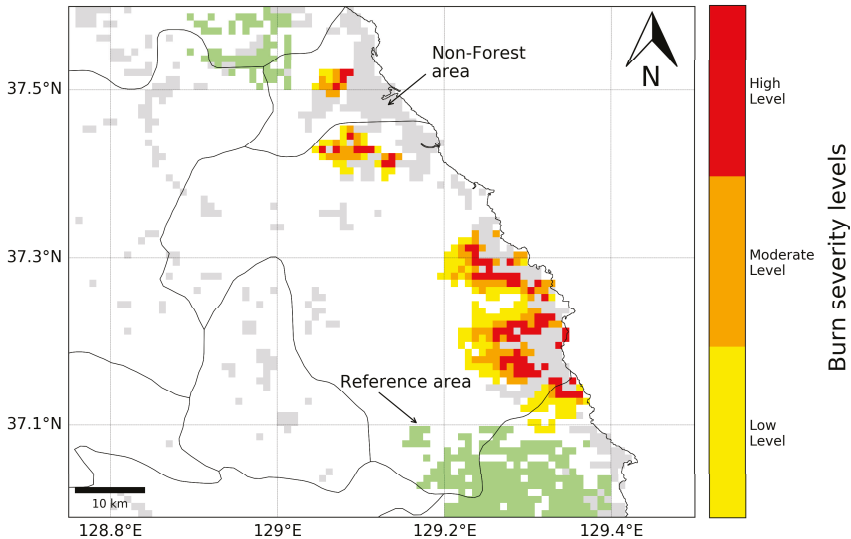 Non-Forest
area
N
37.5°N
37.3°N
Reference area
37.1°N
10 km
128.8°E
129°E
129.2°E
129.4°E
High
Level
Moderate
Level
Low
Level
Burn severity levels